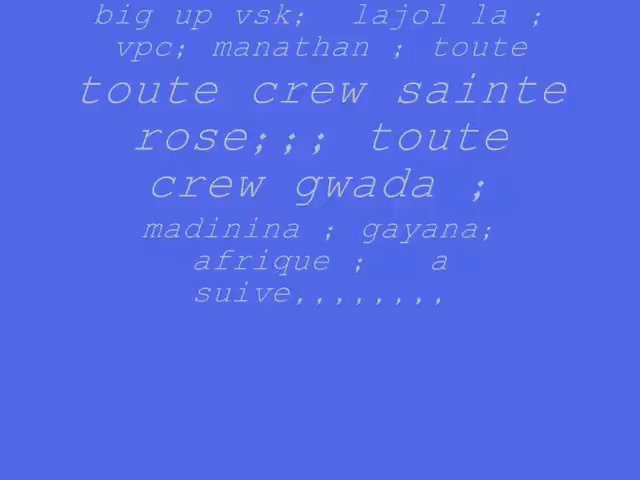 big up vsk;  lajol la ;
vpc; manathan ; toute
toute crew sainte
rose;;; toute
crew gwada ;
madinina ; gayana;
afrique ;  a
suive,,,,,,,,